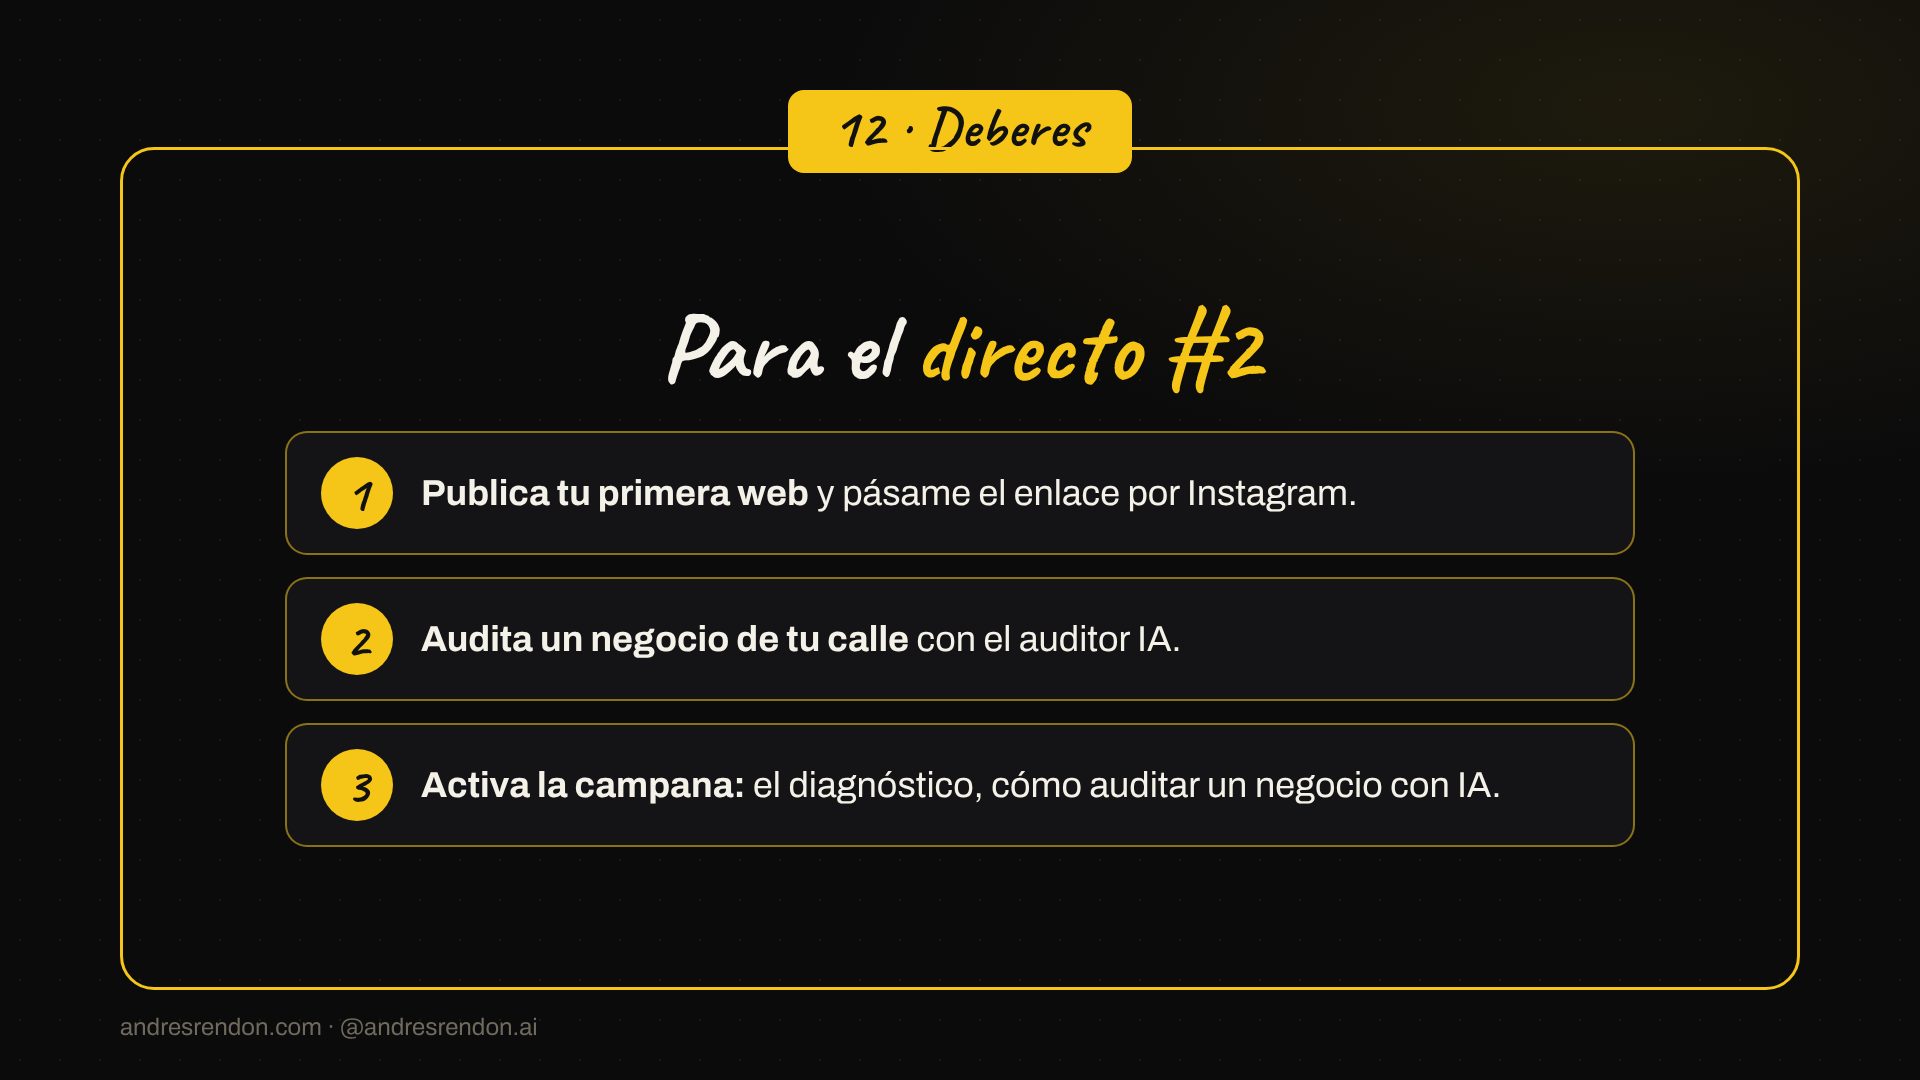 12 · Deberes
Para el directo #2
1 Publica tu primera web y pásame el enlace por Instagram.
2 Audita un negocio de tu calle con el auditor IA.
3 Activa la campana: el diagnóstico, cómo auditar un negocio con IA.
andresrendon.com · @andresrendon.ai